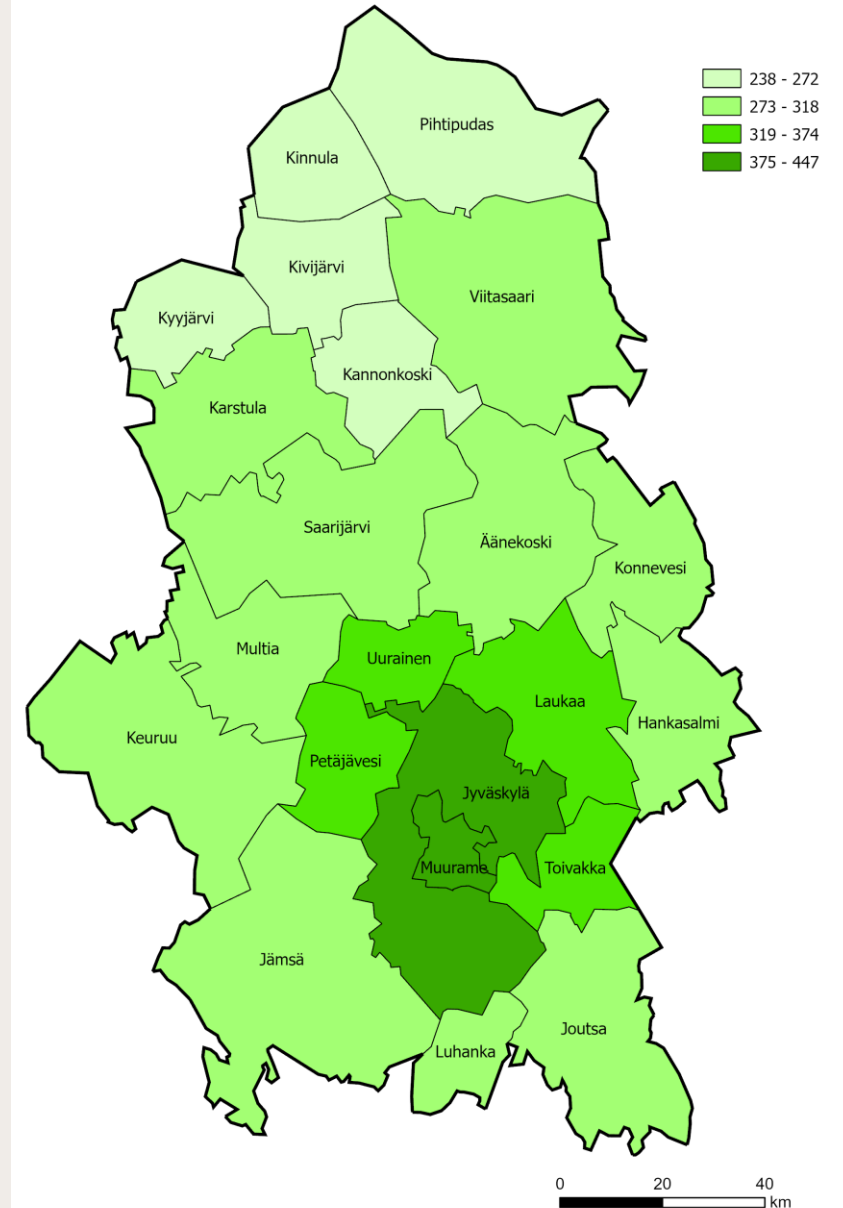 238 - 272
273 - 318
319 - 374
375 - 447
Pihtipudas
Kinnula
Kivijärvi
Viitasaari
Kyyjärvi
Kannonkoski
Karstula
Saarijärvi
Äänekoski
Konnevesi
Multia
Uurainen
Laukaa
Hankasalmi
Keuruu
Petäjävesi
Jyväskylä
Muurame
Toivakka
Jämsä
Joutsa
Luhanka
0 20 40
km